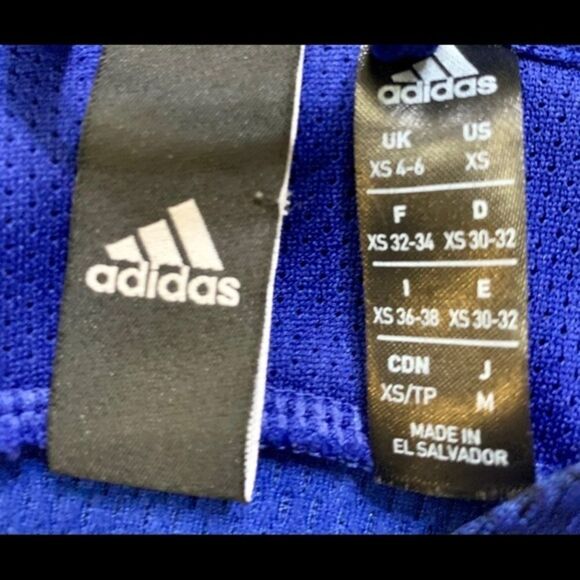 adidas
adidas
UK US
XS 4-6 XS
F D
XS 32-34 XS 30-32
I E
XS 36-38 XS 30-32
CDN J
XS/TP M
MADE IN
EL SALVADOR